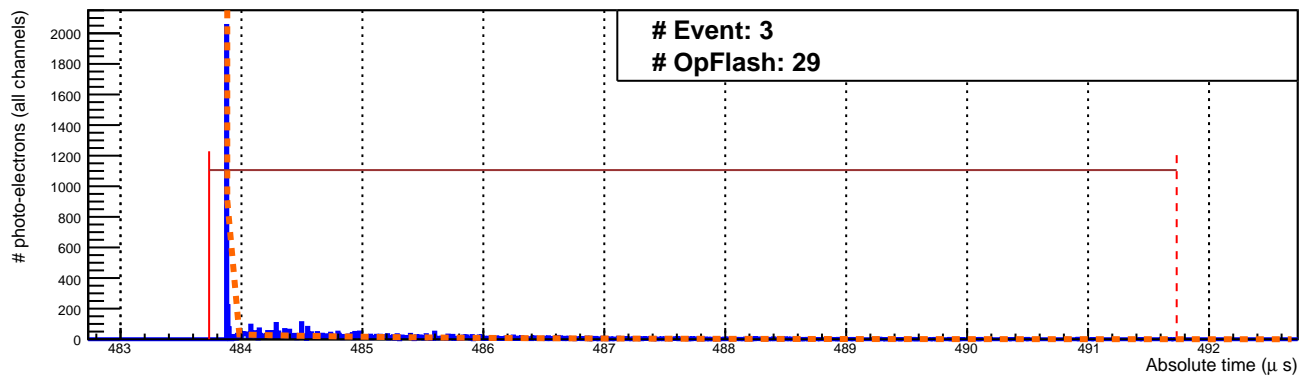 # Event: 3
# OpFlash: 29
# photo-electrons (all channels)
2000
1800
1600
1400
1200
1000
800
600
400
200
0
483 484 485 486 487 488 489 490 491 492
Absolute time (μ s)